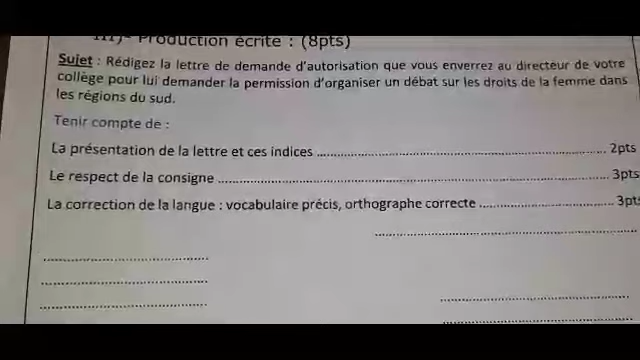 III)- Production écrite : (8pts)
Sujet : Rédigez la lettre de demande d'autorisation que vous enverrez au directeur de votre
collège pour lui demander la permission d'organiser un débat sur les droits de la femme dans
les régions du sud.
Tenir compte de :
La présentation de la lettre et ces indices ........................................ 2pts
Le respect de la consigne ........................................ 3pts
La correction de la langue : vocabulaire précis, orthographe correcte .................... 3pts